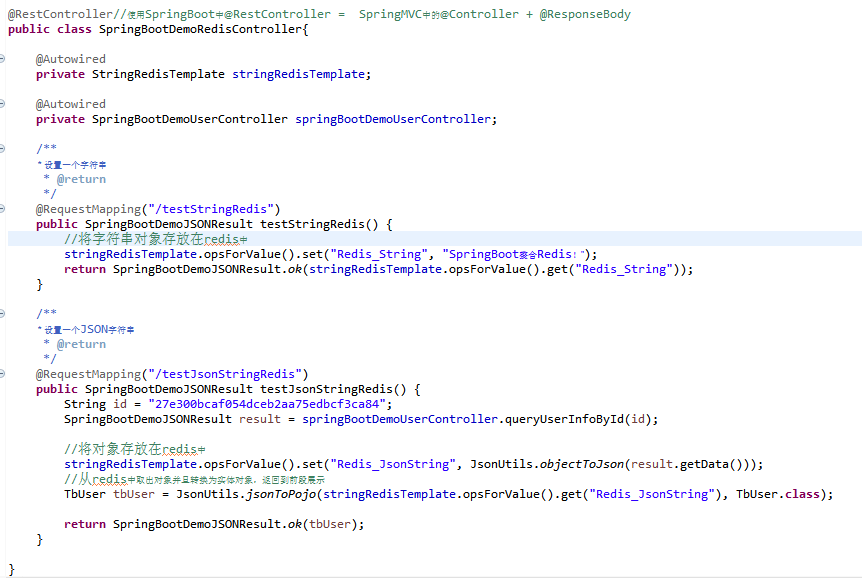 @RestController//使用SpringBoot中@RestController = SpringMVC中的@Controller + @ResponseBody
public class SpringBootDemoRedisController{
@Autowired
private StringRedisTemplate stringRedisTemplate;
@Autowired
private SpringBootDemoUserController springBootDemoUserController;
/**
* 设置一个字符串
* @return
*/
@RequestMapping("/testStringRedis")
public SpringBootDemoJSONResult testStringRedis() {
//将字符串对象存放在redis中
stringRedisTemplate.opsForValue().set("Redis_String", "SpringBoot整合Redis!");
return SpringBootDemoJSONResult.ok(stringRedisTemplate.opsForValue().get("Redis_String"));
}
/**
* 设置一个JSON字符串
* @return
*/
@RequestMapping("/testJsonStringRedis")
public SpringBootDemoJSONResult testJsonStringRedis() {
String id = "27e300bcaf054dceb2aa75edbcf3ca84";
SpringBootDemoJSONResult result = springBootDemoUserController.queryUserInfoById(id);
//将对象存放在redis中
stringRedisTemplate.opsForValue().set("Redis_JsonString", JsonUtils.objectToJson(result.getData()));
//从redis中取出对象并且转换为实体对象，返回到前段展示
TbUser tbUser = JsonUtils.jsonToPojo(stringRedisTemplate.opsForValue().get("Redis_JsonString"), TbUser.class);
return SpringBootDemoJSONResult.ok(tbUser);
}
}